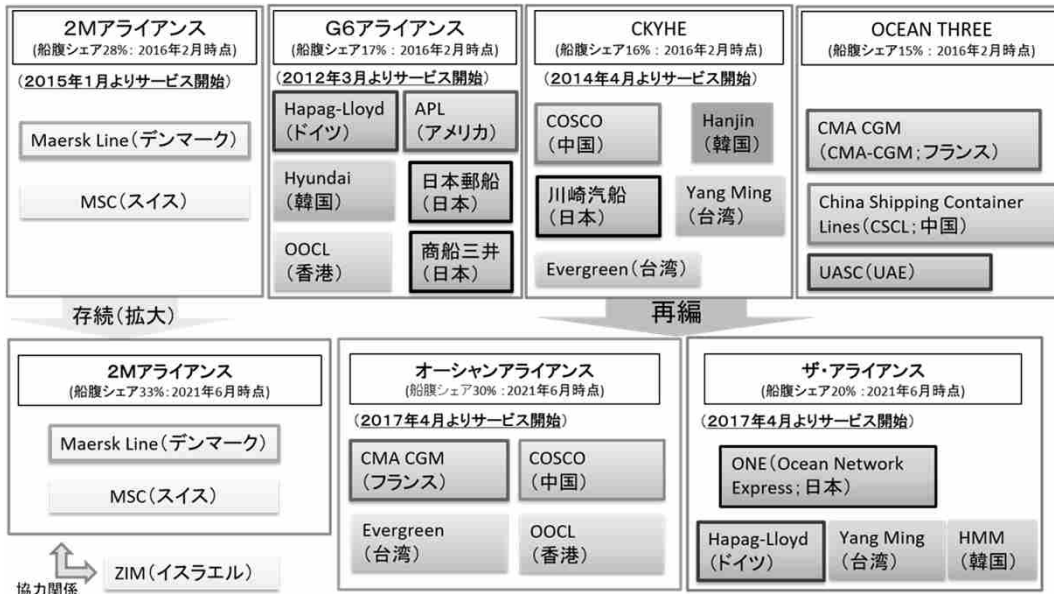 2Mアライアンス
(船腹シェア28%：2016年2月時点)
(2015年1月よりサービス開始)
Maersk Line(デンマーク)
MSC(スイス)
G6アライアンス
(船腹シェア17%：2016年2月時点)
(2012年3月よりサービス開始)
Hapag-Lloyd
(ドイツ)
APL
(アメリカ)
Hyundai
(韓国)
日本郵船
(日本)
OOCL
(香港)
商船三井
(日本)
CKYHE
(船腹シェア16%：2016年2月時点)
(2014年4月よりサービス開始)
COSCO
(中国)
Hanjin
(韓国)
川崎汽船
(日本)
Yang Ming
(台湾)
Evergreen(台湾)
OCEAN THREE
(船腹シェア15%：2016年2月時点)
CMA CGM
(CMA-CGM；フランス)
China Shipping Container
Lines(CSCL；中国)
UASC(UAE)
存続(拡大)
再編
2Mアライアンス
(船腹シェア33%：2021年6月時点)
Maersk Line(デンマーク)
MSC(スイス)
協力関係
ZIM(イスラエル)
オーシャンアライアンス
(船腹シェア30%：2021年6月時点)
(2017年4月よりサービス開始)
CMA CGM
(フランス)
COSCO
(中国)
Evergreen
(台湾)
OOCL
(香港)
ザ・アライアンス
(船腹シェア20%：2021年6月時点)
(2017年4月よりサービス開始)
ONE(Ocean Network
Express；日本)
Hapag-Lloyd
(ドイツ)
Yang Ming
(台湾)
HMM
(韓国)